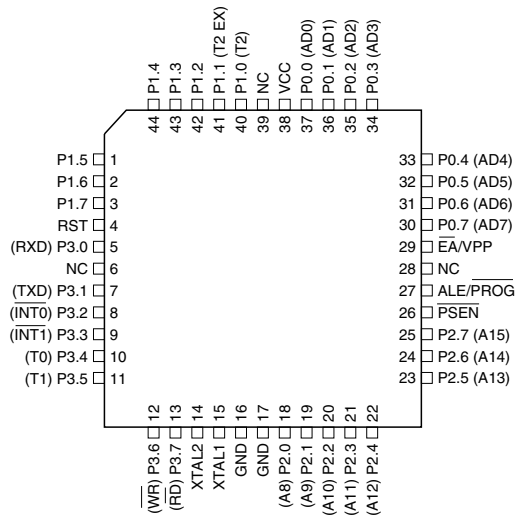 P1.4
P1.3
P1.2
P1.1 (T2 EX)
P1.0 (T2)
NC
VCC
P0.0 (AD0)
P0.1 (AD1)
P0.2 (AD2)
P0.3 (AD3)
44
43
42
41
40
39
38
37
36
35
34
P1.5 1
P1.6 2
P1.7 3
RST 4
(RXD) P3.0 5
NC 6
(TXD) P3.1 7
(INT0) P3.2 8
(INT1) P3.3 9
(T0) P3.4 10
(T1) P3.5 11
33 P0.4 (AD4)
32 P0.5 (AD5)
31 P0.6 (AD6)
30 P0.7 (AD7)
29 EA/VPP
28 NC
27 ALE/PROG
26 PSEN
25 P2.7 (A15)
24 P2.6 (A14)
23 P2.5 (A13)
12
13
14
15
16
17
18
19
20
21
22
(WR) P3.6
(RD) P3.7
XTAL2
XTAL1
GND
GND
(A8) P2.0
(A9) P2.1
(A10) P2.2
(A11) P2.3
(A12) P2.4